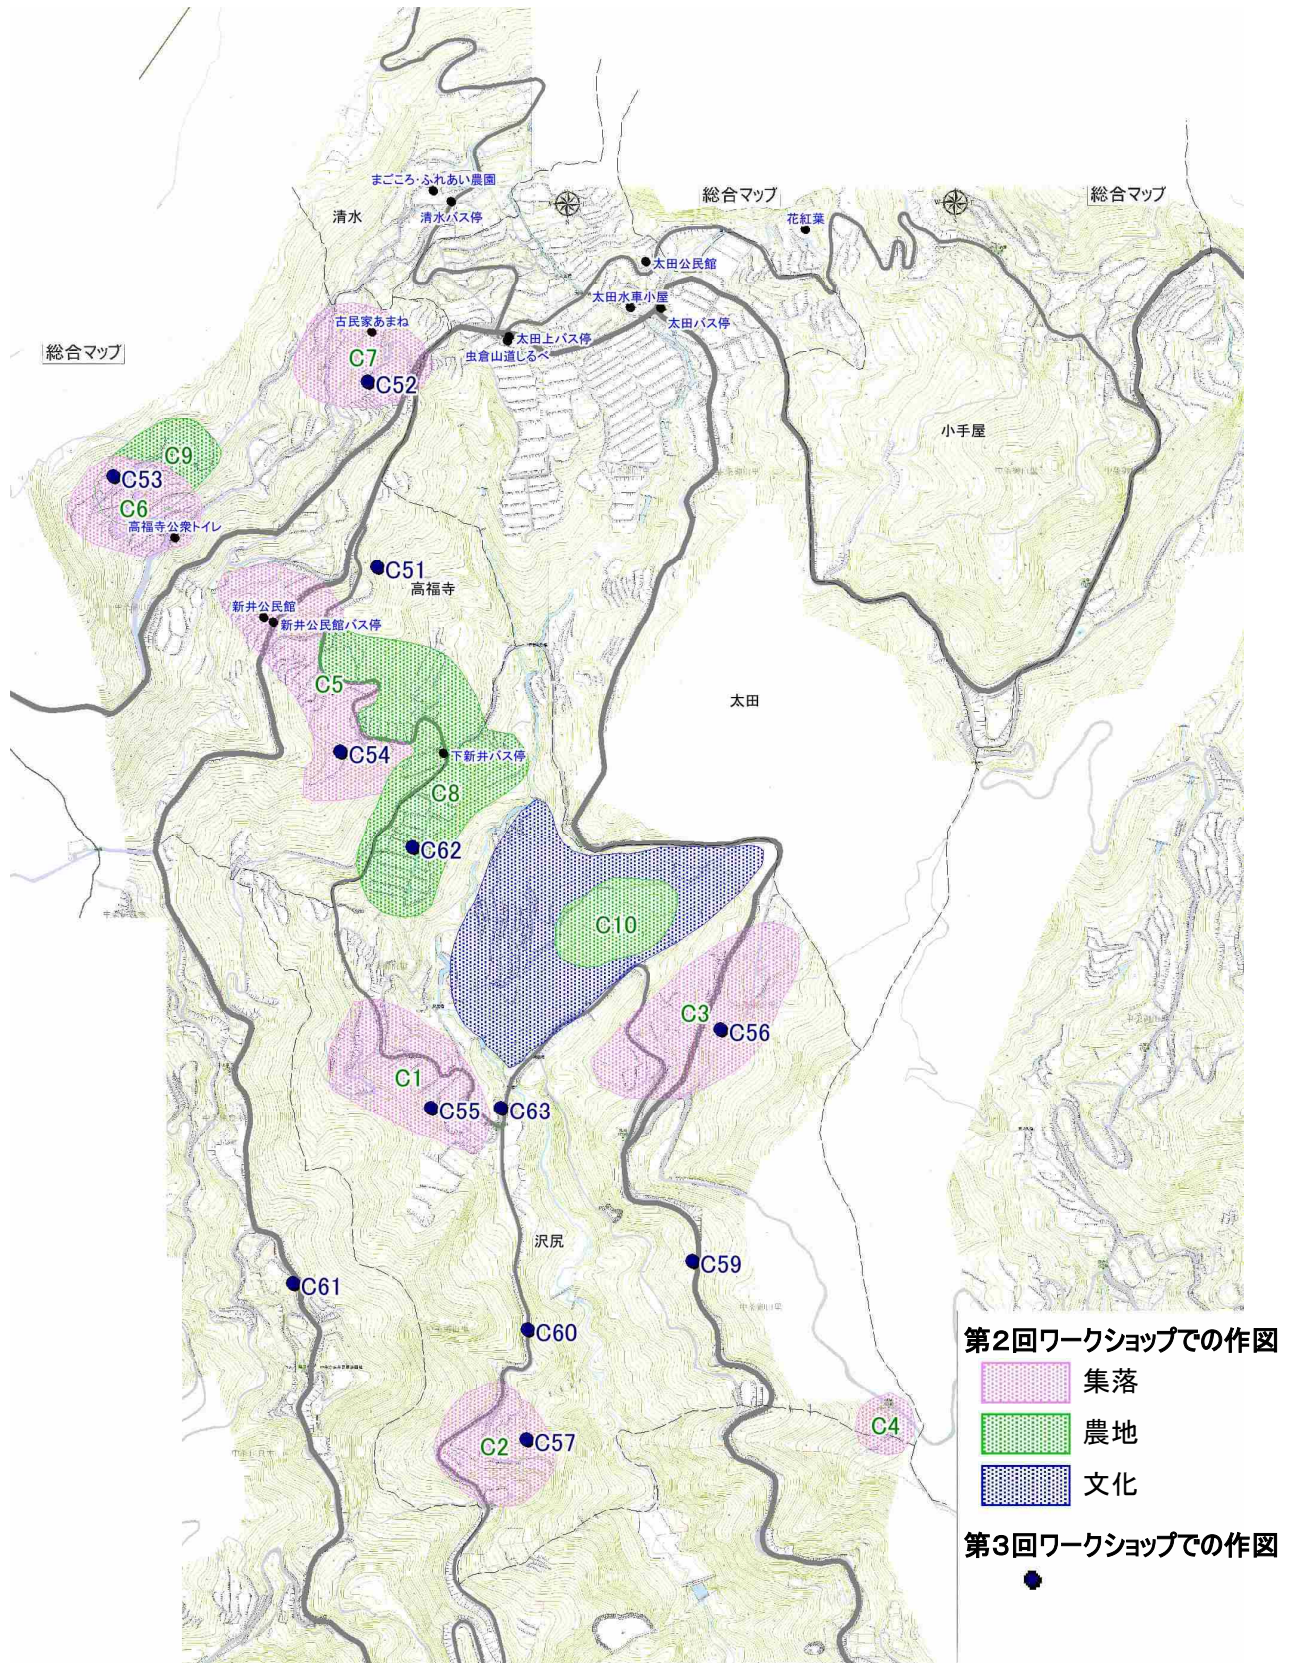 まごころ・ふれあい農園
清水
清水バス停
総合マップ
総合マップ
花紅葉
太田公民館
太田水車小屋
太田バス停
古民家あまね
太田上バス停
虫倉山道しるべ
総合マップ
C7
C52
小手屋
C9
C53
C6
高福寺公衆トイレ
C51
高福寺
新井公民館
新井公民館バス停
C5
太田
C54
下新井バス停
C8
C62
C10
C3
C56
C1
C55
C63
沢尻
C59
C61
C60
第2回ワークショップでの作図
集落
C4
C2
C57
農地
文化
第3回ワークショップでの作図